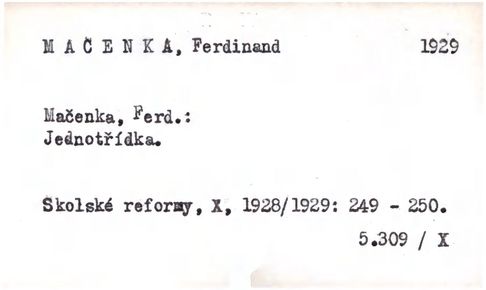 M A Č E N K A, Ferdinand 1929
Mačenka, Ferd.:
Jednotřídka.
Školské reformy, X, 1928/1929: 249 - 250.
5.309 / X